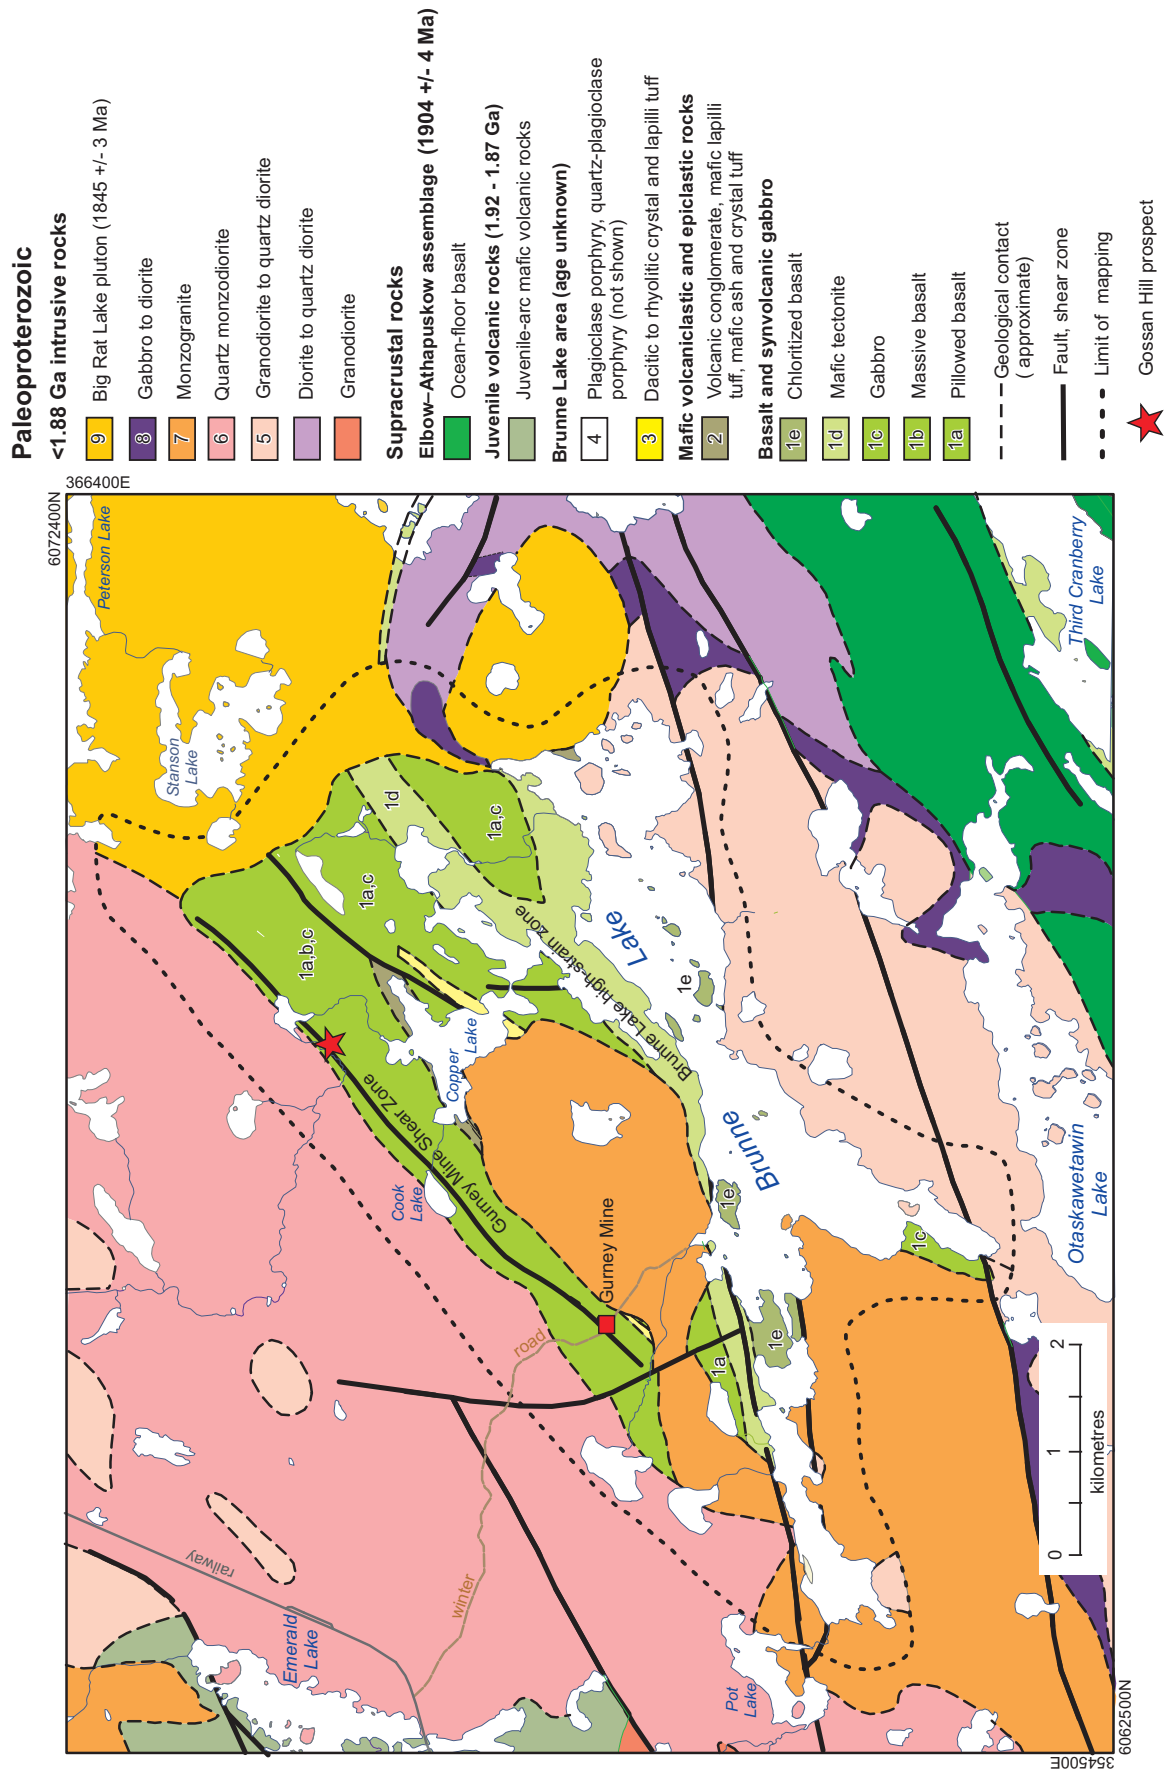 Paleoproterozoic
<1.88 Ga intrusive rocks
9 Big Rat Lake pluton (1845 +/- 3 Ma)
8 Gabbro to diorite
7 Monzogranite
6 Quartz monzodiorite
5 Granodiorite to quartz diorite
Diorite to quartz diorite
Granodiorite
Supracrustal rocks
Elbow–Athapuskow assemblage (1904 +/- 4 Ma)
Ocean-floor basalt
Juvenile volcanic rocks (1.92 - 1.87 Ga)
Juvenile-arc mafic volcanic rocks
Brunne Lake area (age unknown)
4 Plagioclase porphyry, quartz-plagioclase
porphyry (not shown)
3 Dacitic to rhyolitic crystal and lapilli tuff
Mafic volcaniclastic and epiclastic rocks
2 Volcanic conglomerate, mafic lapilli
tuff, mafic ash and crystal tuff
Basalt and synvolcanic gabbro
1e Chloritized basalt
1d Mafic tectonite
1c Gabbro
1b Massive basalt
1a Pillowed basalt
Geological contact
( approximate)
Fault, shear zone
Limit of mapping
Gossan Hill prospect
6072400N
366400E
Peterson Lake
Stanson
Lake
1d
1a,c
1a,c
1a,b,c
Brunne Lake high-strain zone
Brunne
Lake
1e
Third Cranberry
Lake
Copper
Lake
Gurney Mine Shear Zone
Cook
Lake
Gurney Mine
1e
1c
Otaskawetawin
Lake
road
1a
1e
winter
railway
Emerald
Lake
Pot
Lake
0
1
2
kilometres
6062500N
354500E